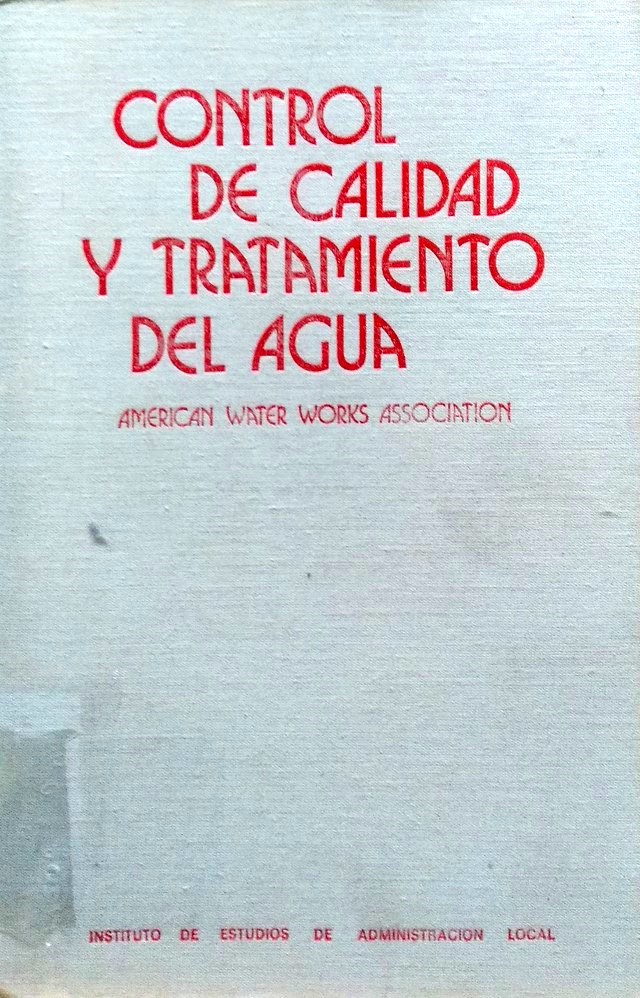 CONTROL
DE CALIDAD
Y TRATAMIENTO
DEL AGUA
AMERICAN WATER WORKS ASSOCIATION
INSTITUTO DE ESTUDIOS DE ADMINISTRACION LOCAL